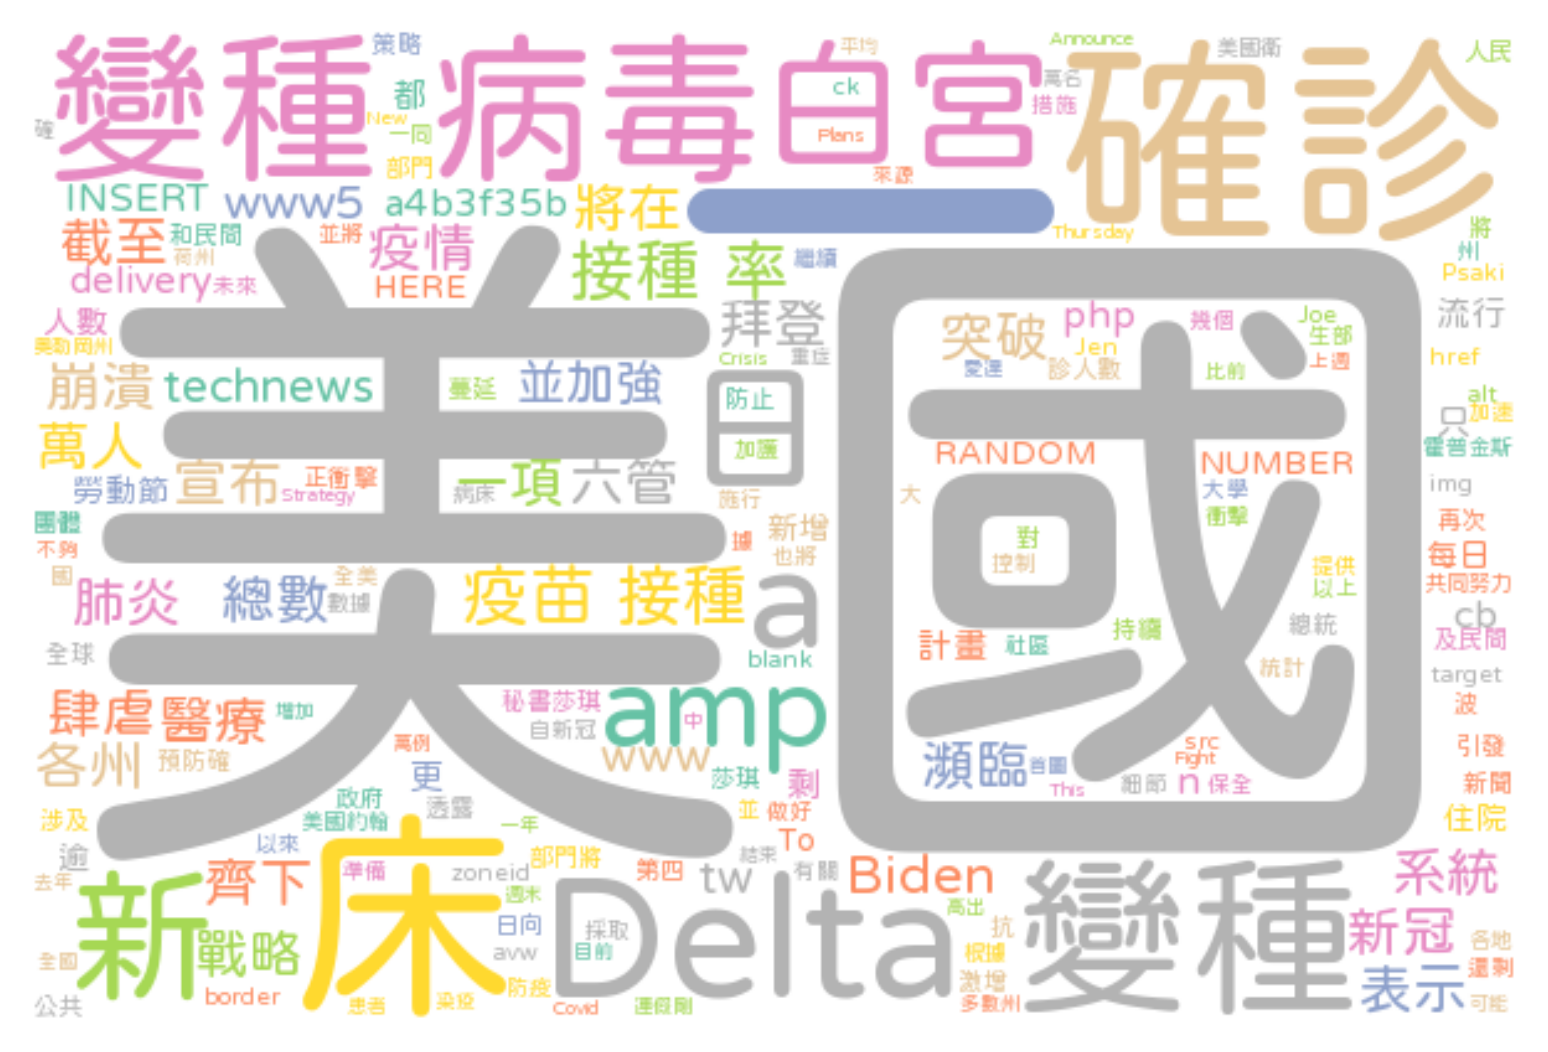 變種 病毒 白宮 確診
策略
平均
Announce
美國衛
人民
ck
萬名
措施
都
New
一同
Plans
部門
來源
確
INSERT www5 a4b3f35b 將在
Thursday
截至 和民間 並將 疫情 接種 率 繼續
荷州
將
州
delivery 未來 HERE
Psaki
人數
拜登
突破 php 幾個 Joe
生部
流行
Jen
愛達 診人數 比前 上週
Crisis 重症
href
美 國
崩潰 technews 蔓延 並加強
防止
alt
只 加速
萬人
加護
霍普金斯
RANDOM NUMBER
勞動節 宣布 正衝擊
Strategy
病床 一項 六管
施行
大
大學
img
衝擊
團體
不夠
據 新增
也將
對
控制
再次
每日
國
全美
提供
以上
共同努力
肺炎 總數 數據 疫苗 接種 a
cb
總統
及民間
全球
blank
計畫 社區 持續
統計
target
肆虐 醫療 增加
秘書莎琪
自新冠
amp
中
波
各州 預防確
萬例
www
莎琪
瀕臨 首圖
src
Fight
引發
更
剩
This 細節 n 保全
新聞
涉及
政府
美國約翰
透露
一年
並 做好
住院
逾
以來
To
結束
去年
新 齊下 準備 床
zoneid
部門將
週末
第四 tw 有關 Biden
系統
戰略
日向
Delta 變種
採取
目前
高出
抗
新冠
各地
avw
根據
還剩
全國
激增
表示
公共
border
患者 染疫 防疫
Covid 連假剛
多數州
可能